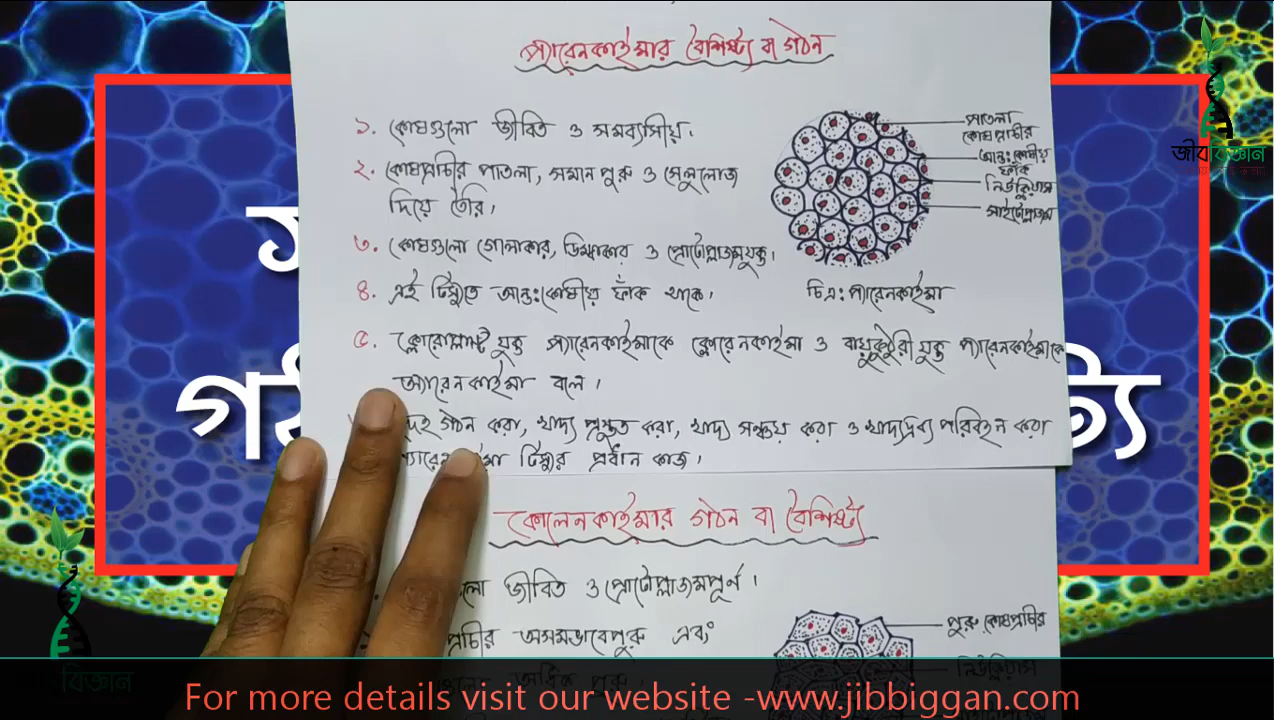 প্যারেনকাইমার বৈশিষ্ট্য বা গঠন
১. কোষগুলো জীবিত ও সমব্যাসীয়।
২. কোষপ্রাচীর পাতলা, সমান পুরু ও সেলুলোজ
দিয়ে তৈরি।
৩. কোষগুলো গোলাকার, ডিম্বাকার ও প্রোটোপ্লাজমযুক্ত।
৪. এই টিস্যুতে আন্তঃকোষীয় ফাঁক থাকে।
৫. ক্লোরোপ্লাস্ট যুক্ত প্যারেনকাইমাকে ক্লোরেনকাইমা ও বায়ুকুঠুরী যুক্ত প্যারেনকাইমাকে
অ্যারেনকাইমা বলে।
দেহ গঠন করা, খাদ্য প্রস্তুত করা, খাদ্য সঞ্চয় করা ও খাদ্যদ্রব্য পরিবহন করা
টিস্যুর প্রধান কাজ।
পাতলা
কোষপ্রাচীর
আন্তঃকোষীয়
ফাঁক
নিউক্লিয়াস
সাইটোপ্লাজম
চিত্র: প্যারেনকাইমা
জীববিজ্ঞান
কোলেনকাইমার গঠন বা বৈশিষ্ট্য
জীবিত ও প্রোটোপ্লাজমপূর্ণ।
প্রাচীর অসমভাবেপুরু এবং
পুরু কোষপ্রাচীর
নিউক্লিয়াস
অধিক পুরু
বিজ্ঞান
For more details visit our website -www.jibbiggan.com